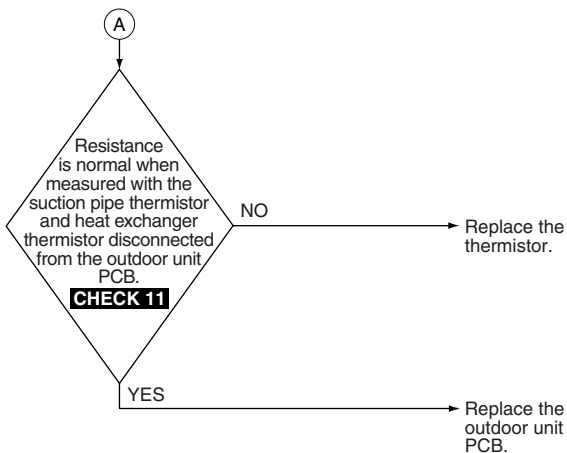 A
Resistance
is normal when
measured with the
suction pipe thermistor
and heat exchanger
thermistor disconnected
from the outdoor unit
PCB.
CHECK 11
NO
Replace the
thermistor.
YES
Replace the
outdoor unit
PCB.